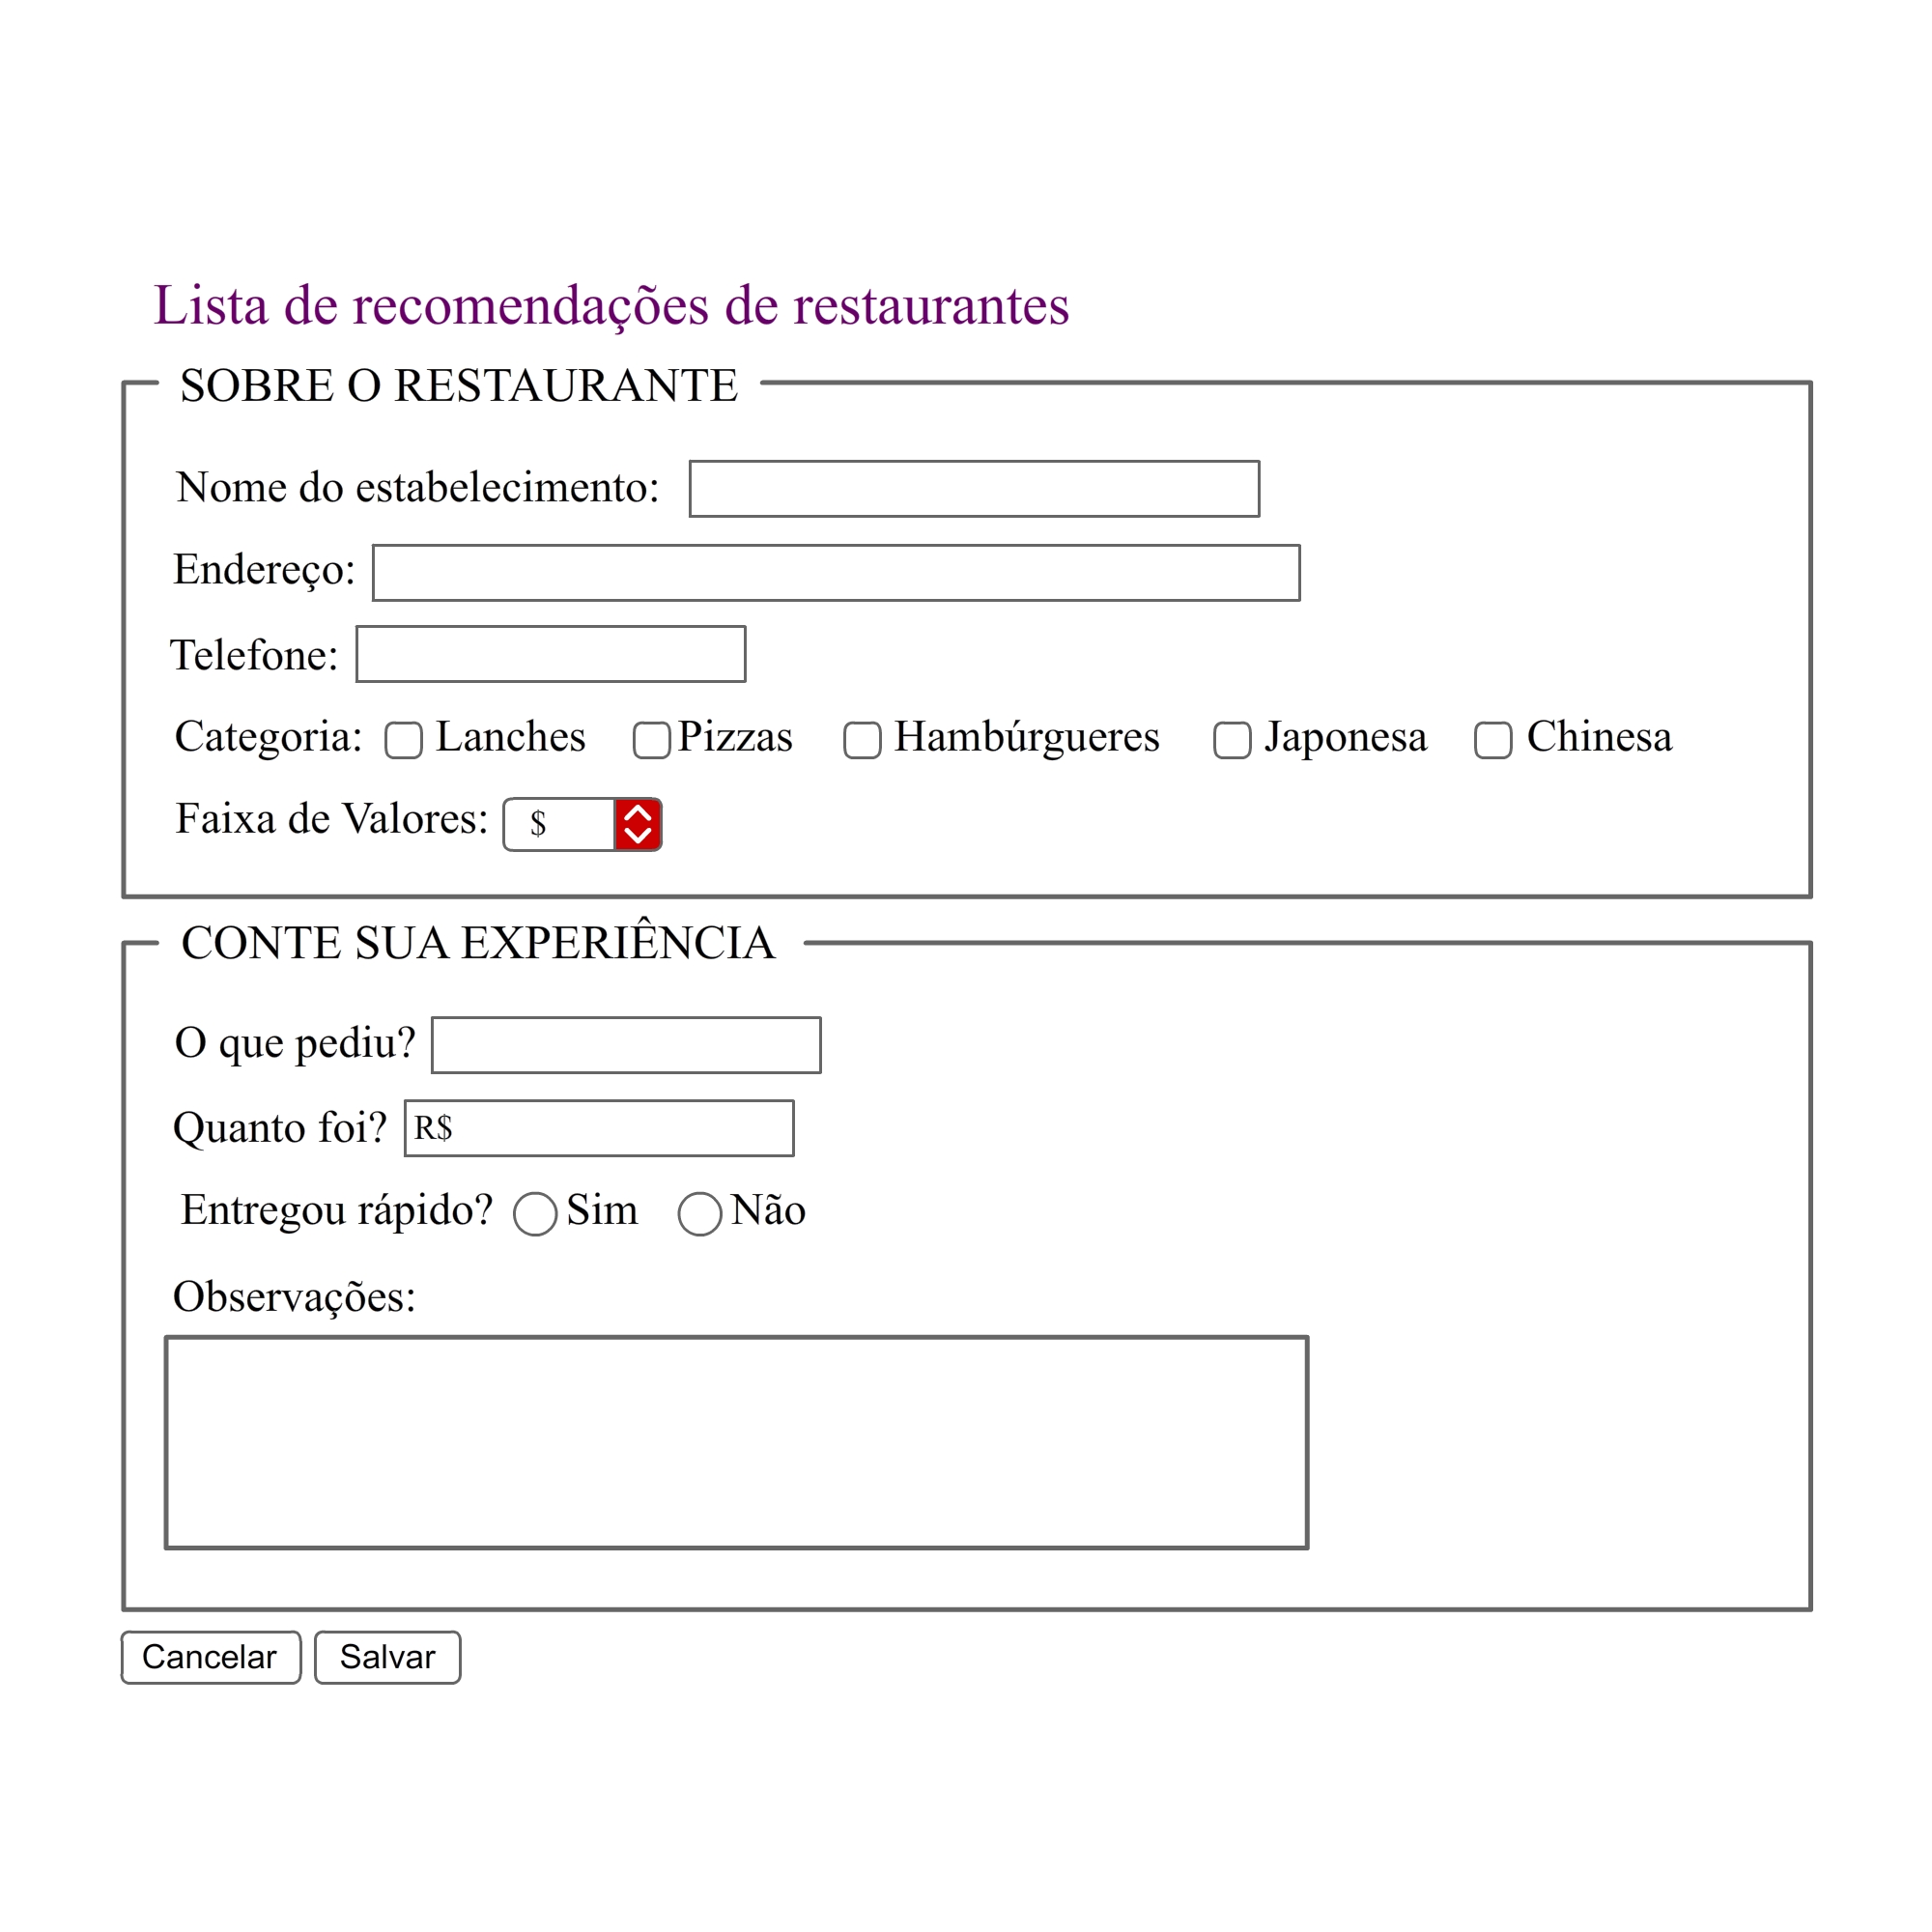 Lista de recomendações de restaurantes
SOBRE O RESTAURANTE
Nome do estabelecimento:
Endereço:
Telefone:
Categoria: Lanches Pizzas Hambúrgueres Japonesa Chinesa
Faixa de Valores: $
CONTE SUA EXPERIÊNCIA
O que pediu?
Quanto foi? R$
Entregou rápido? Sim Não
Observações:
Cancelar Salvar